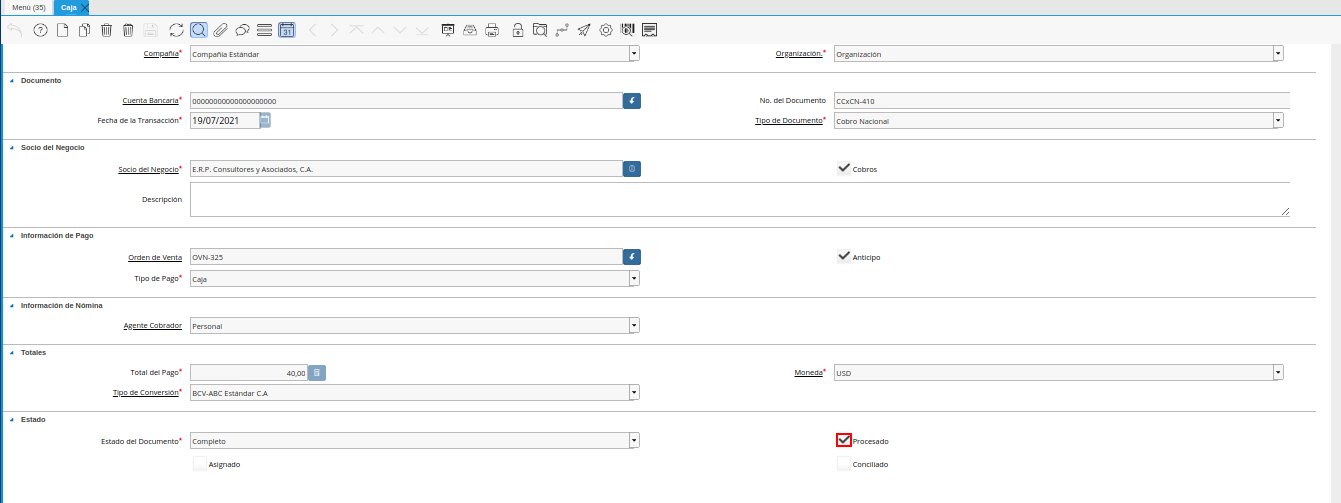 Menú (35) Caja
31
Compañía* Compañía Estándar Organización.* Organización
Documento
Cuenta Bancaria* 00000000000000000000 No. del Documento CCxCN-410
Fecha de la Transacción* 19/07/2021 Tipo de Documento* Cobro Nacional
Socio del Negocio
Socio del Negocio* E.R.P. Consultores y Asociados, C.A. Cobros
Descripción
Información de Pago
Orden de Venta OVN-325 Anticipo
Tipo de Pago* Caja
Información de Nómina
Agente Cobrador Personal
Totales
Total del Pago* 40,00 Moneda* USD
Tipo de Conversión* BCV-ABC Estándar C.A
Estado
Estado del Documento* Completo Procesado
Asignado Conciliado